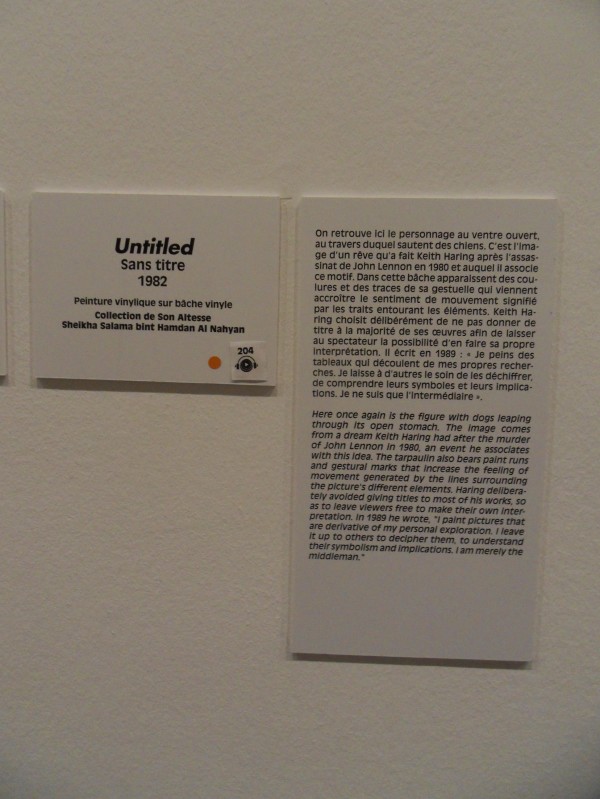 Untitled
Sans titre
1982
Peinture vinylique sur bâche vinyle
Collection de Son Altesse
Sheikha Salama bint Hamdan Al Nahyan
204
On retrouve ici le personnage au ventre ouvert,
au travers duquel sautent des chiens. C'est l'ima-
ge d'un rêve qu'a fait Keith Haring après l'assas-
sinat de John Lennon en 1980 et auquel il associe
ce motif. Dans cette bâche apparaissent des cou-
lures et des traces de sa gestuelle qui viennent
accroître le sentiment de mouvement signifié
par les traits entourant les éléments. Keith Ha-
ring choisit délibérément de ne pas donner de
titre à la majorité de ses œuvres afin de laisser
au spectateur la possibilité d'en faire sa propre
interprétation. Il écrit en 1989 : « Je peins des
tableaux qui découlent de mes propres recher-
ches. Je laisse à d'autres le soin de les déchiffrer,
de comprendre leurs symboles et leurs implica-
tions. Je ne suis que l'intermédiaire ».
Here once again is the figure with dogs leaping
through its open stomach. The image comes
from a dream Keith Haring had after the murder
of John Lennon in 1980, an event he associates
with this idea. The tarpaulin also bears paint runs
and gestural marks that increase the feeling of
movement generated by the lines surrounding
the picture's different elements. Haring delibera-
tely avoided giving titles to most of his works, so
as to leave viewers free to make their own inter-
pretation. In 1989 he wrote, "I paint pictures that
are derivative of my personal exploration. I leave
it up to others to decipher them, to understand
their symbolism and implications. I am merely the
middleman."